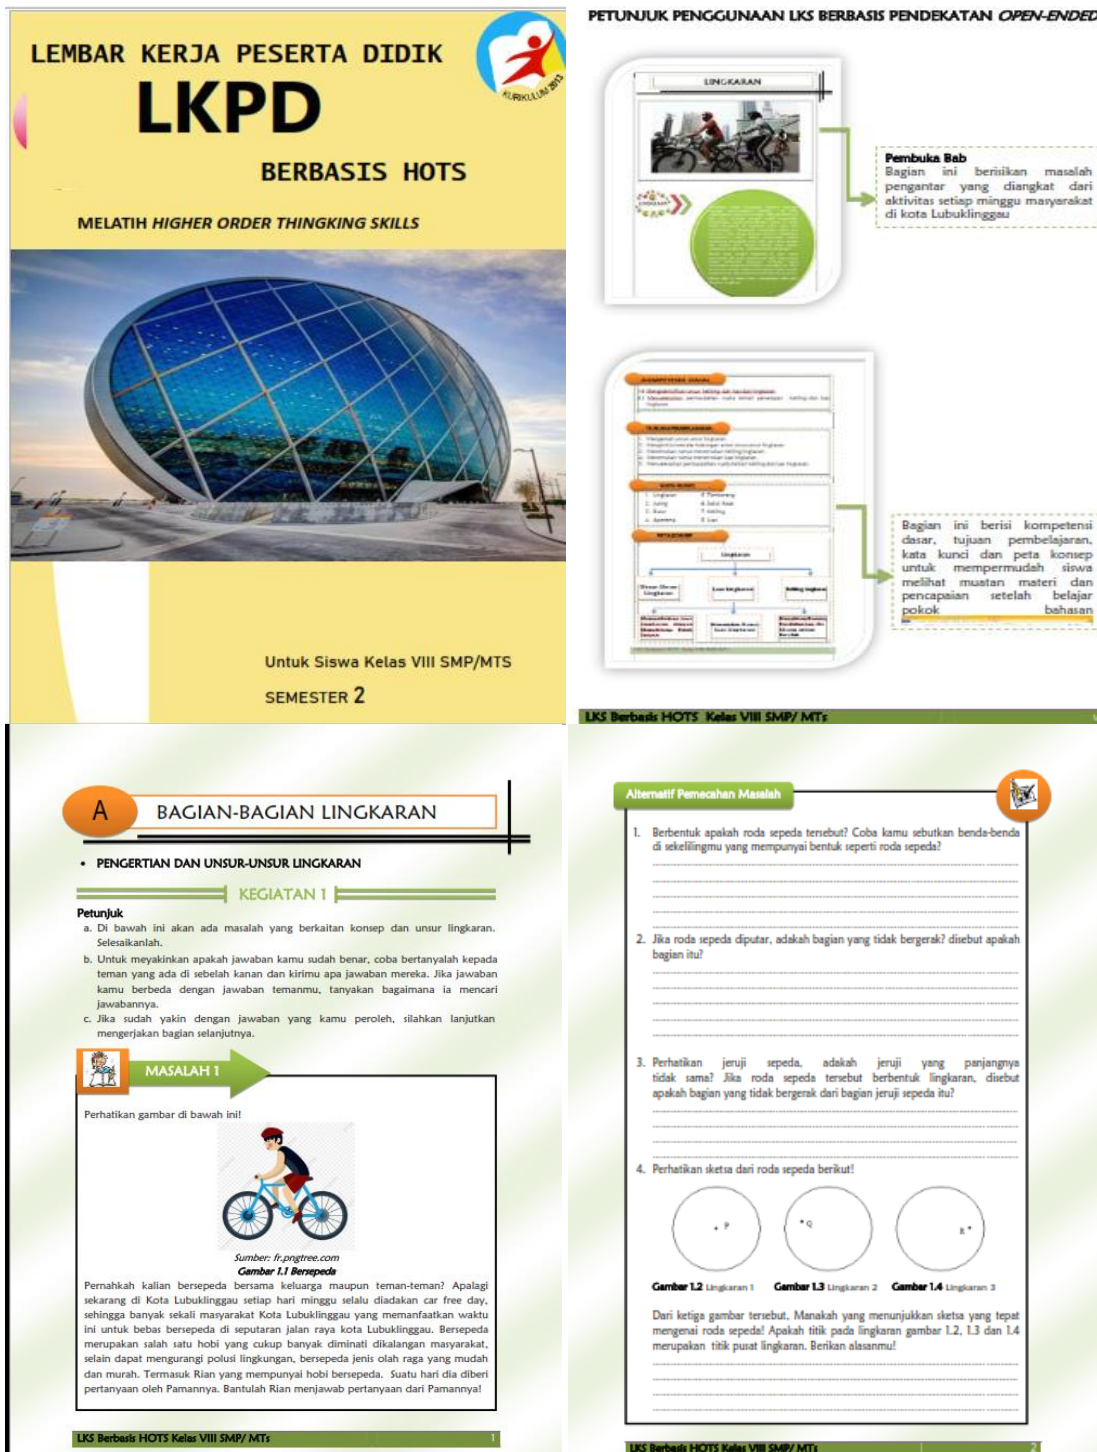 LEMBAR KERJA PESERTA DIDIK
LKPD
KURIKULUM 2013
BERBASIS HOTS
MELATIH HIGHER ORDER THINGKING SKILLS
Untuk Siswa Kelas VIII SMP/MTS
SEMESTER 2
PETUNJUK PENGGUNAAN LKS BERBASIS PENDEKATAN OPEN-ENDED
LINGKARAN
Pembuka Bab
Bagian ini berisikan masalah
pengantar yang diangkat dari
aktivitas setiap minggu masyarakat
di kota Lubuklinggau
Lingkaran
Bagian ini berisi kompetensi
dasar, tujuan pembelajaran,
kata kunci dan peta konsep
untuk mempermudah siswa
melihat muatan materi dan
pencapaian setelah belajar
pokok bahasan
LKS Berbasis HOTS Kelas VIII SMP/ MTs
A
BAGIAN-BAGIAN LINGKARAN
• PENGERTIAN DAN UNSUR-UNSUR LINGKARAN
KEGIATAN 1
Petunjuk
a. Di bawah ini akan ada masalah yang berkaitan konsep dan unsur lingkaran.
Selesaikanlah.
b. Untuk meyakinkan apakah jawaban kamu sudah benar, coba bertanyalah kepada
teman yang ada di sebelah kanan dan kirimu apa jawaban mereka. Jika jawaban
kamu berbeda dengan jawaban temanmu, tanyakan bagaimana ia mencari
jawabannya.
c. Jika sudah yakin dengan jawaban yang kamu peroleh, silahkan lanjutkan
mengerjakan bagian selanjutnya.
MASALAH 1
Perhatikan gambar di bawah ini!
Sumber: fr.pngtree.com
Gambar 1.1 Bersepeda
Pernahkah kalian bersepeda bersama keluarga maupun teman-teman? Apalagi
sekarang di Kota Lubuklinggau setiap hari minggu selalu diadakan car free day,
sehingga banyak sekali masyarakat Kota Lubuklinggau yang memanfaatkan waktu
ini untuk bebas bersepeda di seputaran jalan raya kota Lubuklinggau. Bersepeda
merupakan salah satu hobi yang cukup banyak diminati dikalangan masyarakat,
selain dapat mengurangi polusi lingkungan, bersepeda jenis olah raga yang mudah
dan murah. Termasuk Rian yang mempunyai hobi bersepeda. Suatu hari dia diberi
pertanyaan oleh Pamannya. Bantulah Rian menjawab pertanyaan dari Pamannya!
LKS Berbasis HOTS Kelas VIII SMP/ MTs 1
Alternatif Pemecahan Masalah
1. Berbentuk apakah roda sepeda tersebut? Coba kamu sebutkan benda-benda
di sekelilingmu yang mempunyai bentuk seperti roda sepeda?
2. Jika roda sepeda diputar, adakah bagian yang tidak bergerak? disebut apakah
bagian itu?
3. Perhatikan jeruji sepeda, adakah jeruji yang panjangnya
tidak sama? Jika roda sepeda tersebut berbentuk lingkaran, disebut
apakah bagian yang tidak bergerak dari bagian jeruji sepeda itu?
4. Perhatikan sketsa dari roda sepeda berikut!
P
Q
R
Gambar 1.2 Lingkaran 1 Gambar 1.3 Lingkaran 2 Gambar 1.4 Lingkaran 3
Dari ketiga gambar tersebut, Manakah yang menunjukkan sketsa yang tepat
mengenai roda sepeda! Apakah titik pada lingkaran gambar 1.2, 1.3 dan 1.4
merupakan titik pusat lingkaran. Berikan alasanmu!
LKS Berbasis HOTS Kelas VIII SMP/ MTs 2